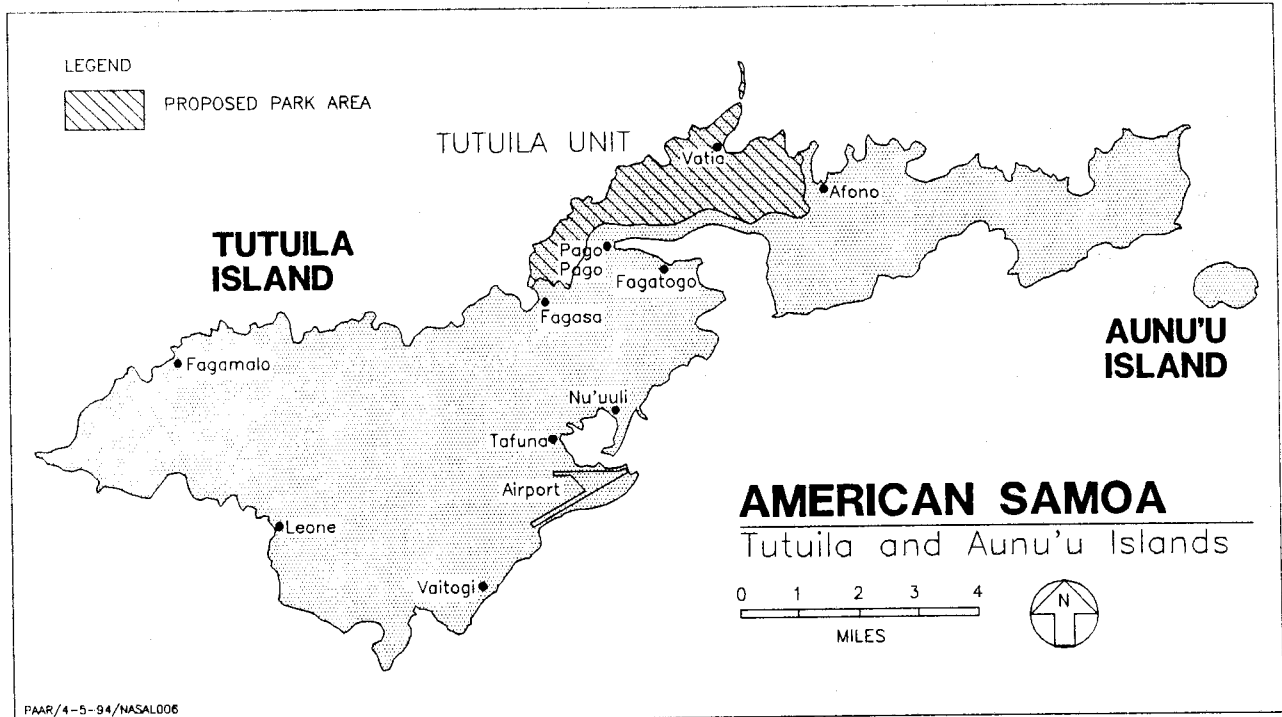 LEGEND
PROPOSED PARK AREA
TUTUILA UNIT
Vatia
Afono
TUTUILA
ISLAND
Pago
Pago
Fagatogo
Fagasa
AUNU'U
ISLAND
Fagamalo
Nu'uuli
Tafuna
Airport
Leone
Vaitogi
AMERICAN SAMOA
Tutuila and Aunu'u Islands
0 1 2 3 4
MILES
N
PAAR/4-5-94/NASAL006